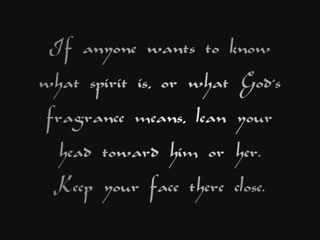 If anyone wants to know
what spirit is, or what God's
fragrance means, lean your
head toward him or her.
Keep your face there close.